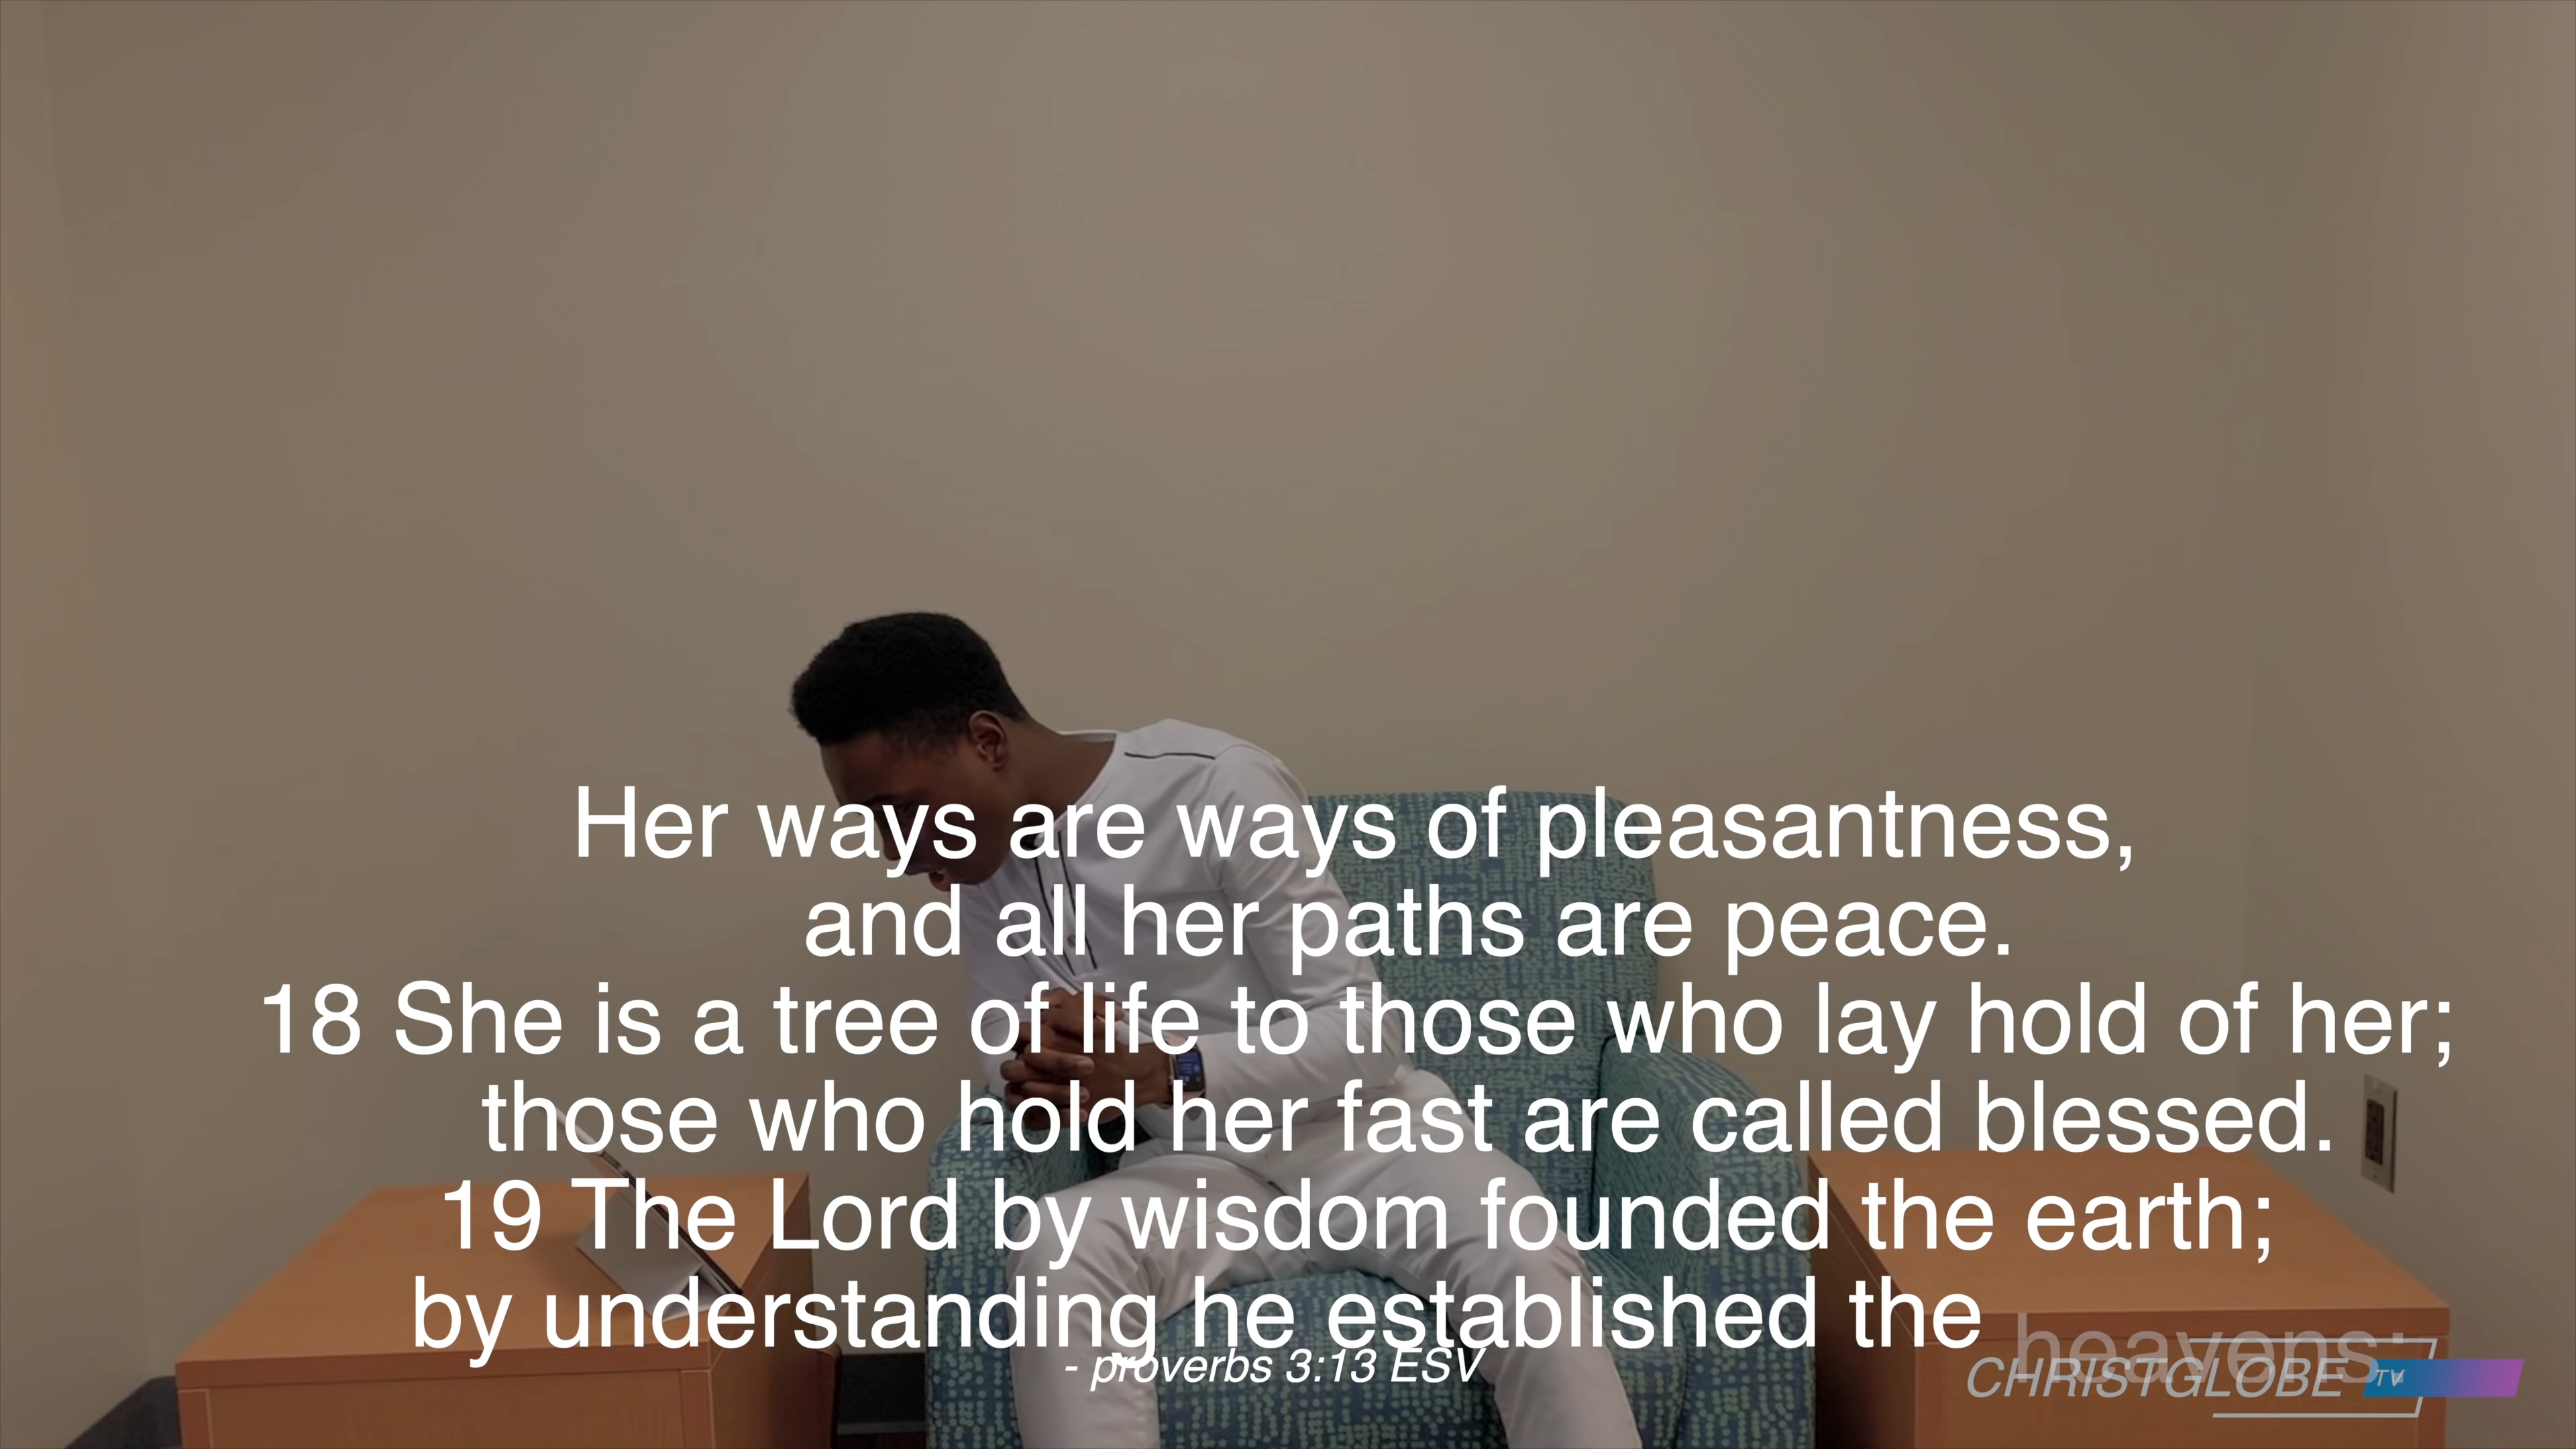 Her ways are ways of pleasantness,
and all her paths are peace.
18 She is a tree of life to those who lay hold of her;
those who hold her fast are called blessed.
19 The Lord by wisdom founded the earth;
by understanding he established the heavens;
- proverbs 3:13 ESV
CHRISTGLOBE TV